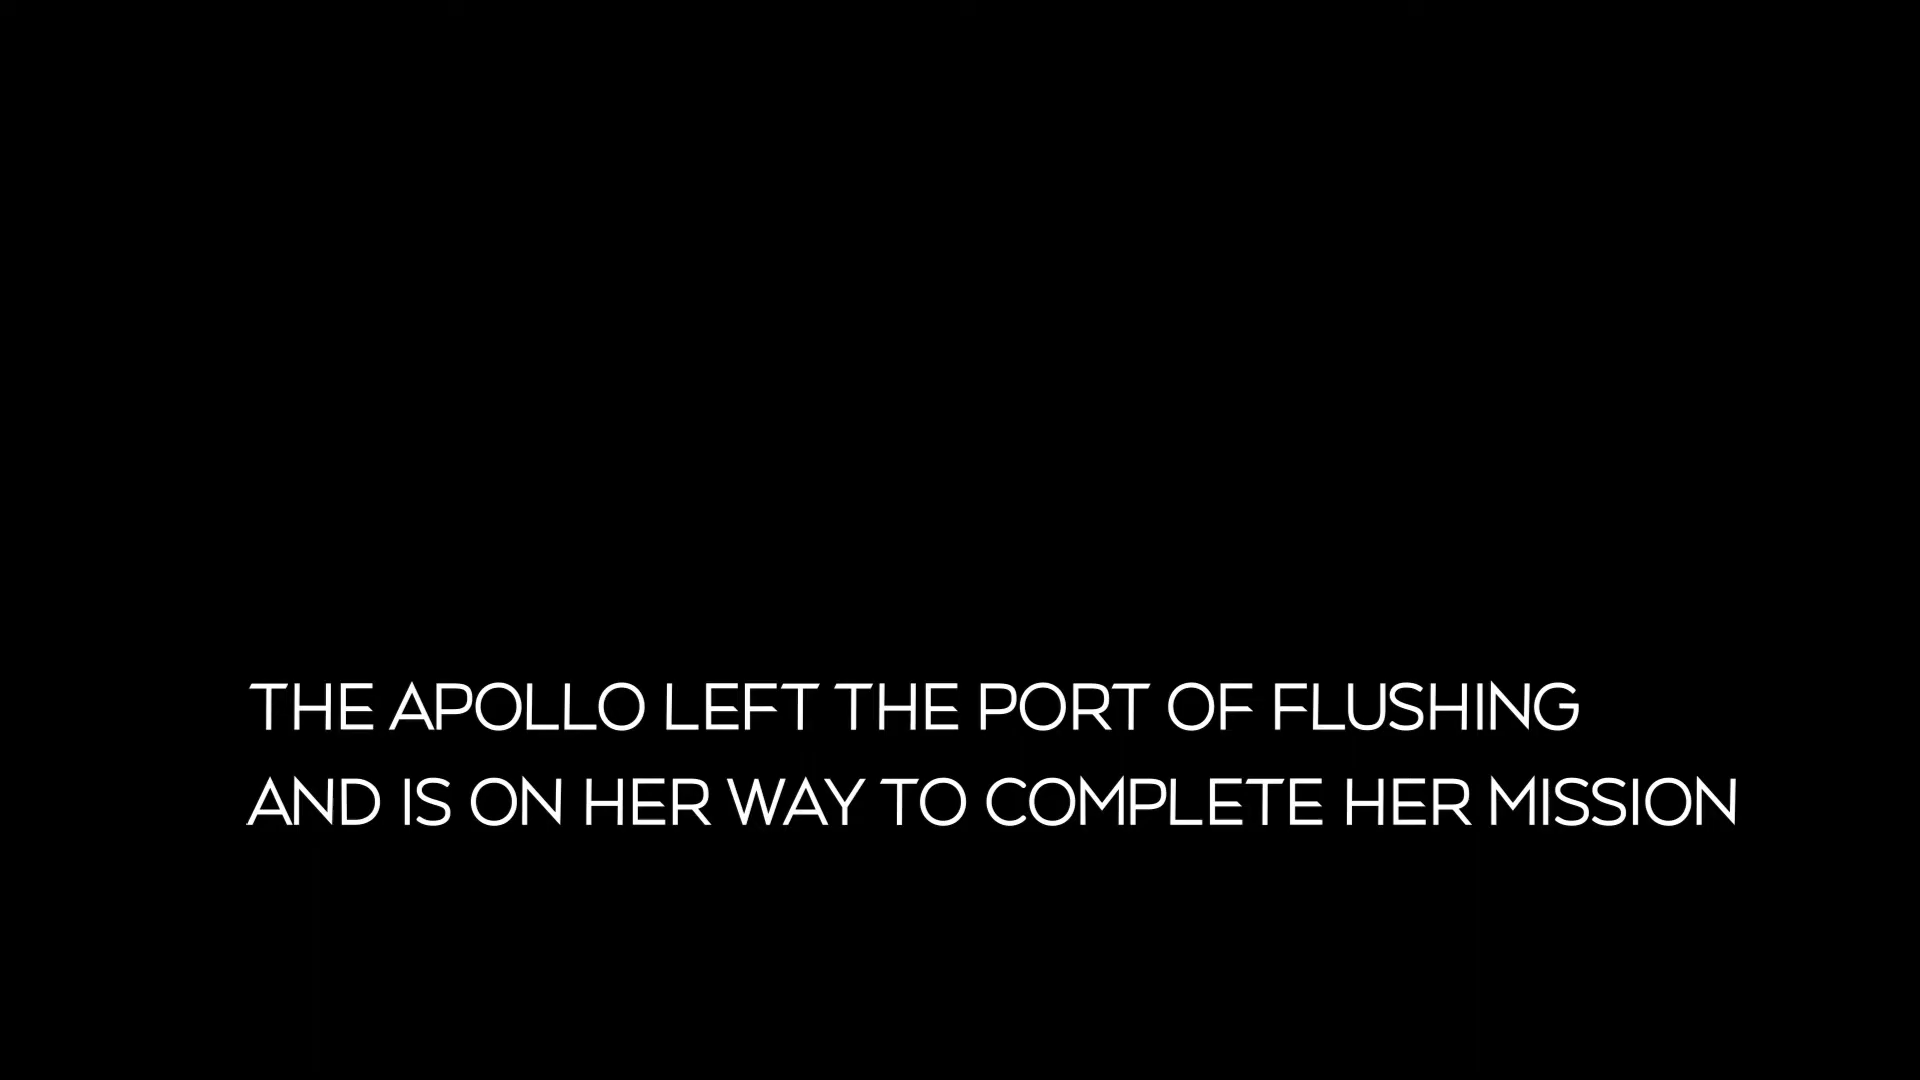 THE APOLLO LEFT THE PORT OF FLUSHING
AND IS ON HER WAY TO COMPLETE HER MISSION